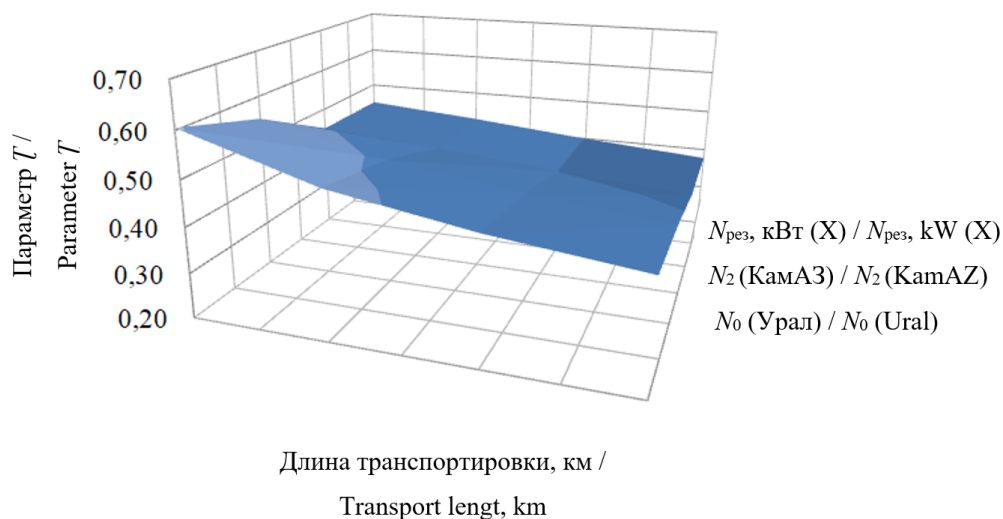 0,70
0,60
0,50
0,40
0,30
0,20
Параметр T /
Parameter T
Nрез, кВт (X) / Nрез, kW (X)
N2 (КамАЗ) / N2 (KamAZ)
N0 (Урал) / N0 (Ural)
Длина транспортировки, км /
Transport lengt, km